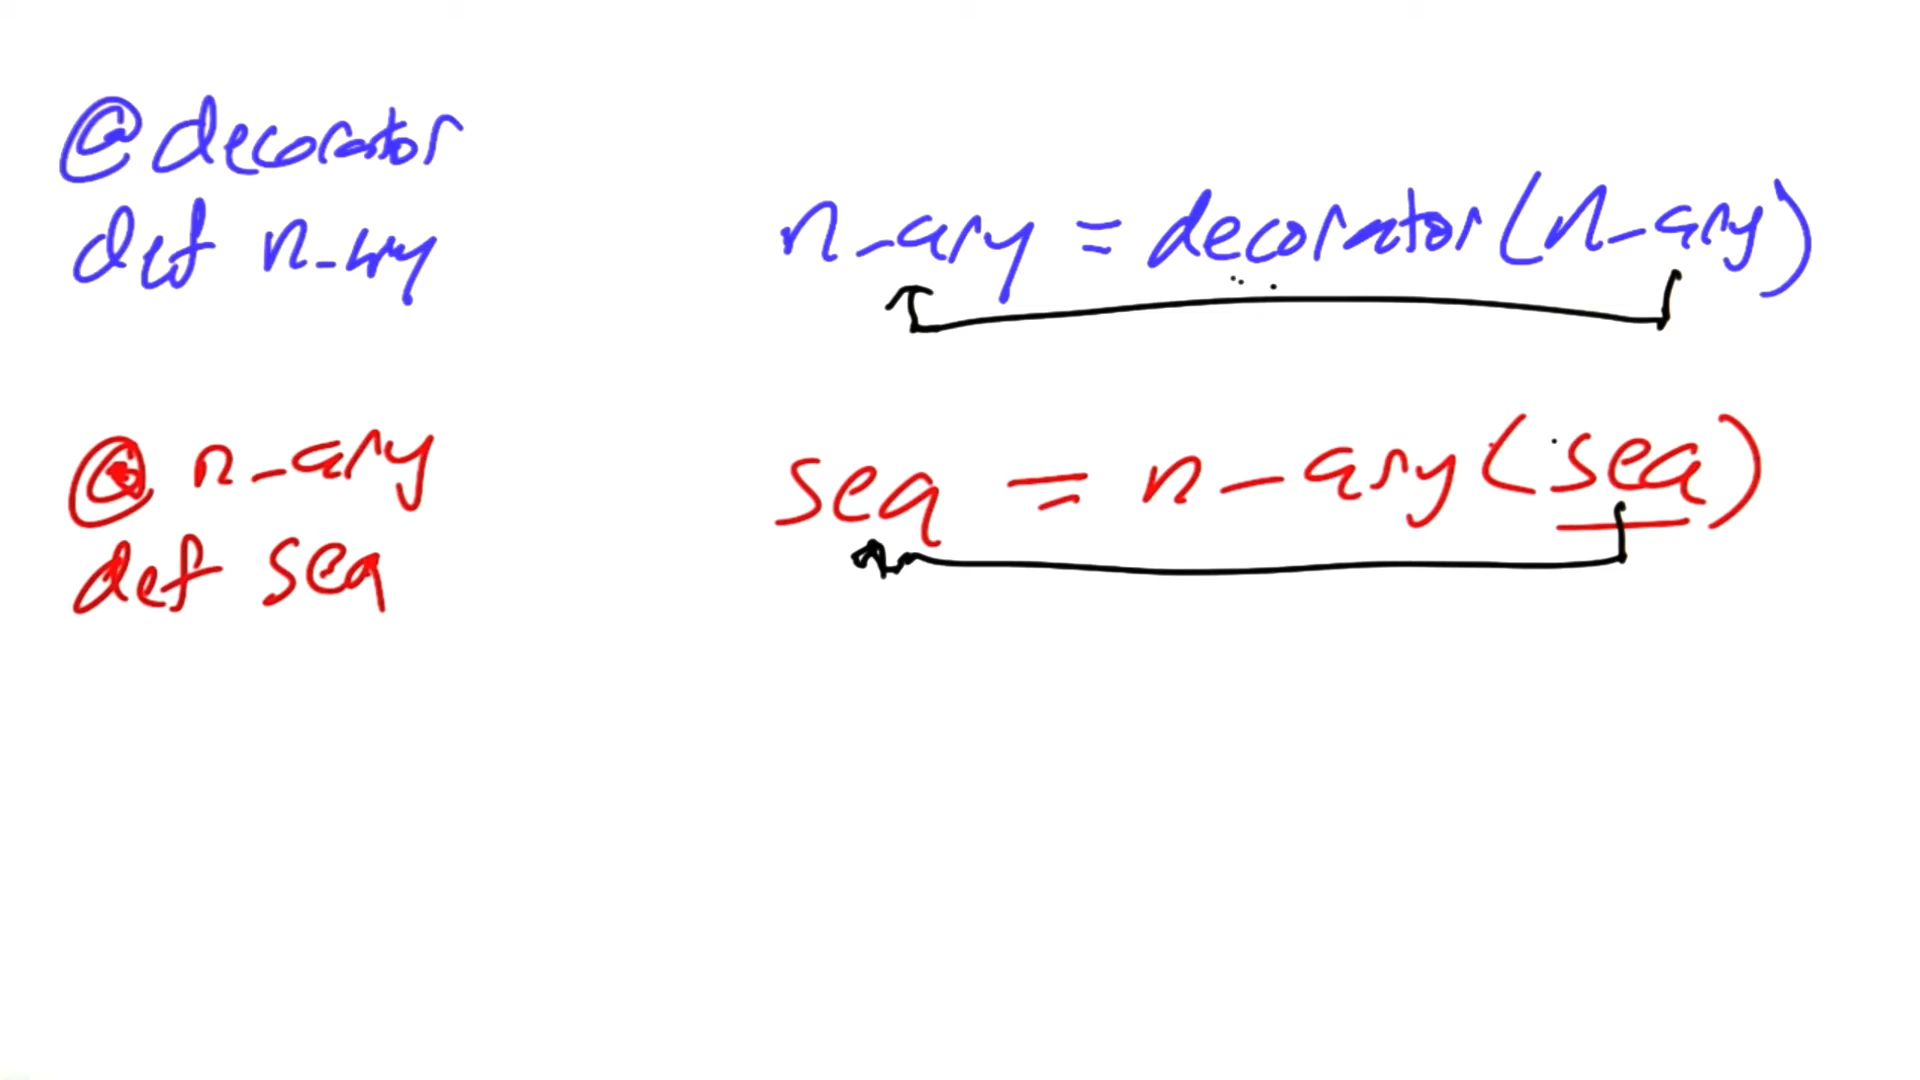 @decorator
def n_ary
n_ary = decorator(n_ary)
@n_ary
def seq
seq = n_ary(seq)